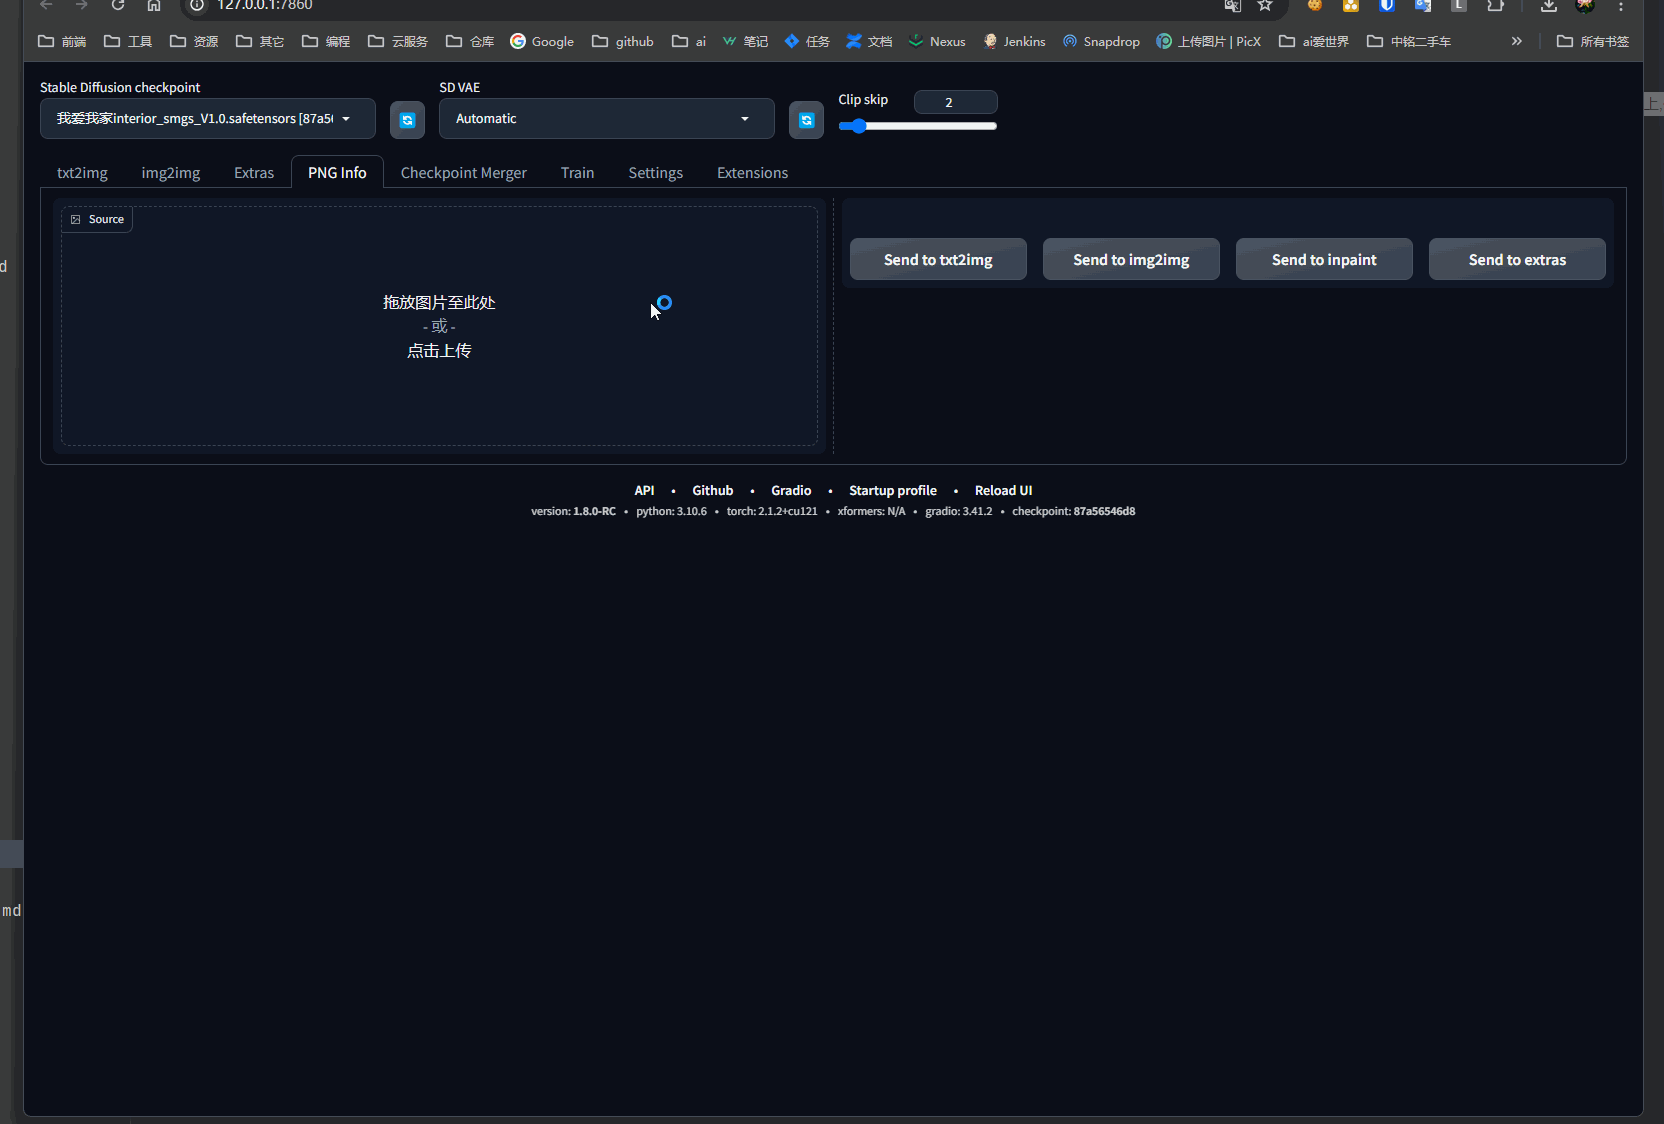 127.0.0.1:7860
前端 工具 资源 其它 编程 云服务 仓库 Google github ai 笔记 任务 文档 Nexus Jenkins Snapdrop 上传图片 | PicX ai爱世界 中铭二手车 » 所有书签
Stable Diffusion checkpoint SD VAE
Clip skip 2
我爱我家interior_smgs_V1.0.safetensors [87a5 Automatic
txt2img img2img Extras PNG Info Checkpoint Merger Train Settings Extensions
Source
Send to txt2img Send to img2img Send to inpaint Send to extras
d
拖放图片至此处
- 或 -
点击上传
API • Github • Gradio • Startup profile • Reload UI
version: 1.8.0-RC • python: 3.10.6 • torch: 2.1.2+cu121 • xformers: N/A • gradio: 3.41.2 • checkpoint: 87a56546d8
md